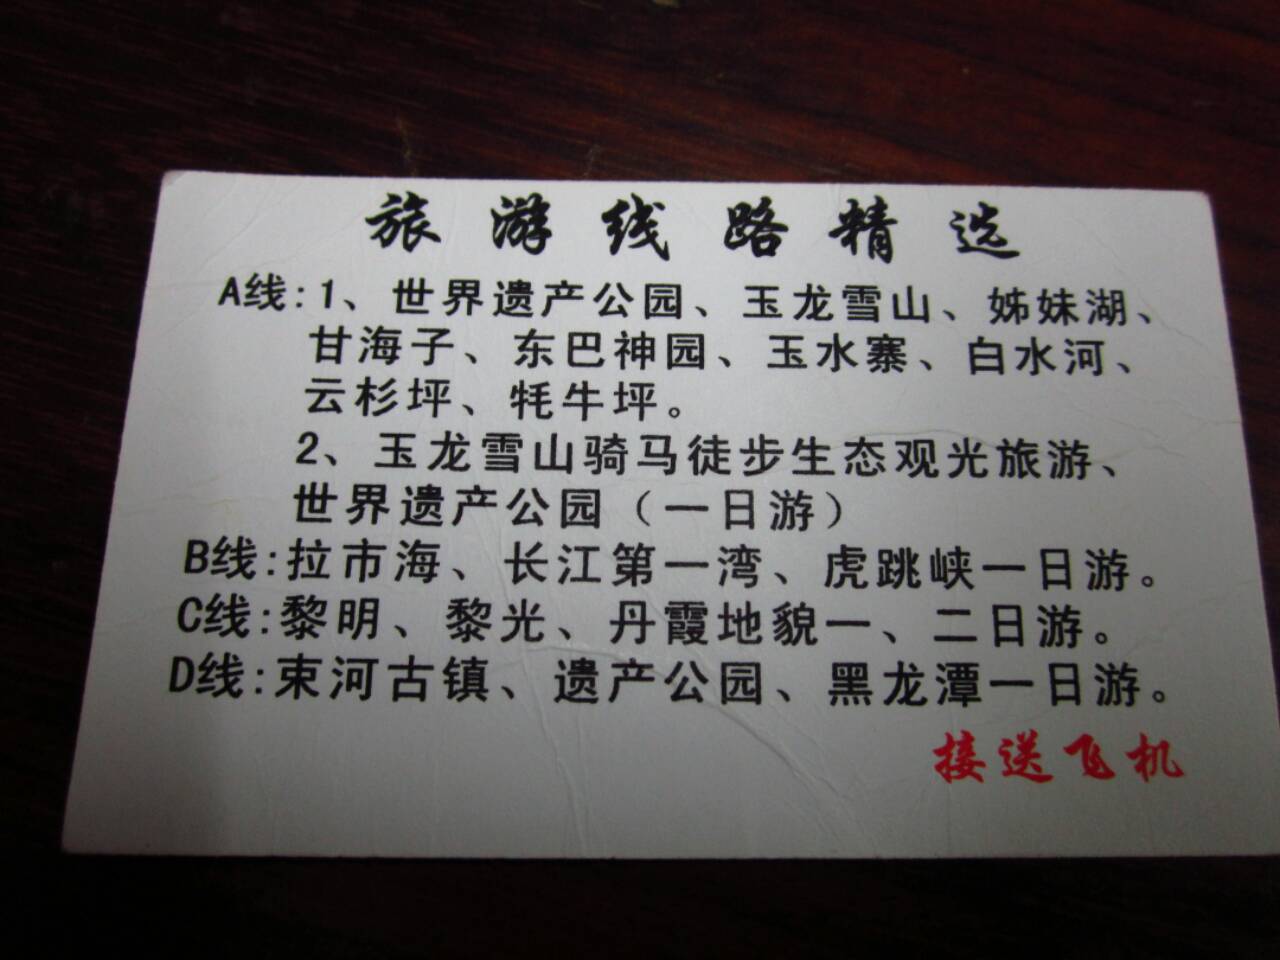 旅游线路精选
A线:1、世界遗产公园、玉龙雪山、姊妹湖、
甘海子、东巴神园、玉水寨、白水河、
云杉坪、牦牛坪。
2、玉龙雪山骑马徒步生态观光旅游、
世界遗产公园（一日游）
B线:拉市海、长江第一湾、虎跳峡一日游。
C线:黎明、黎光、丹霞地貌一、二日游。
D线:束河古镇、遗产公园、黑龙潭一日游。
接送飞机